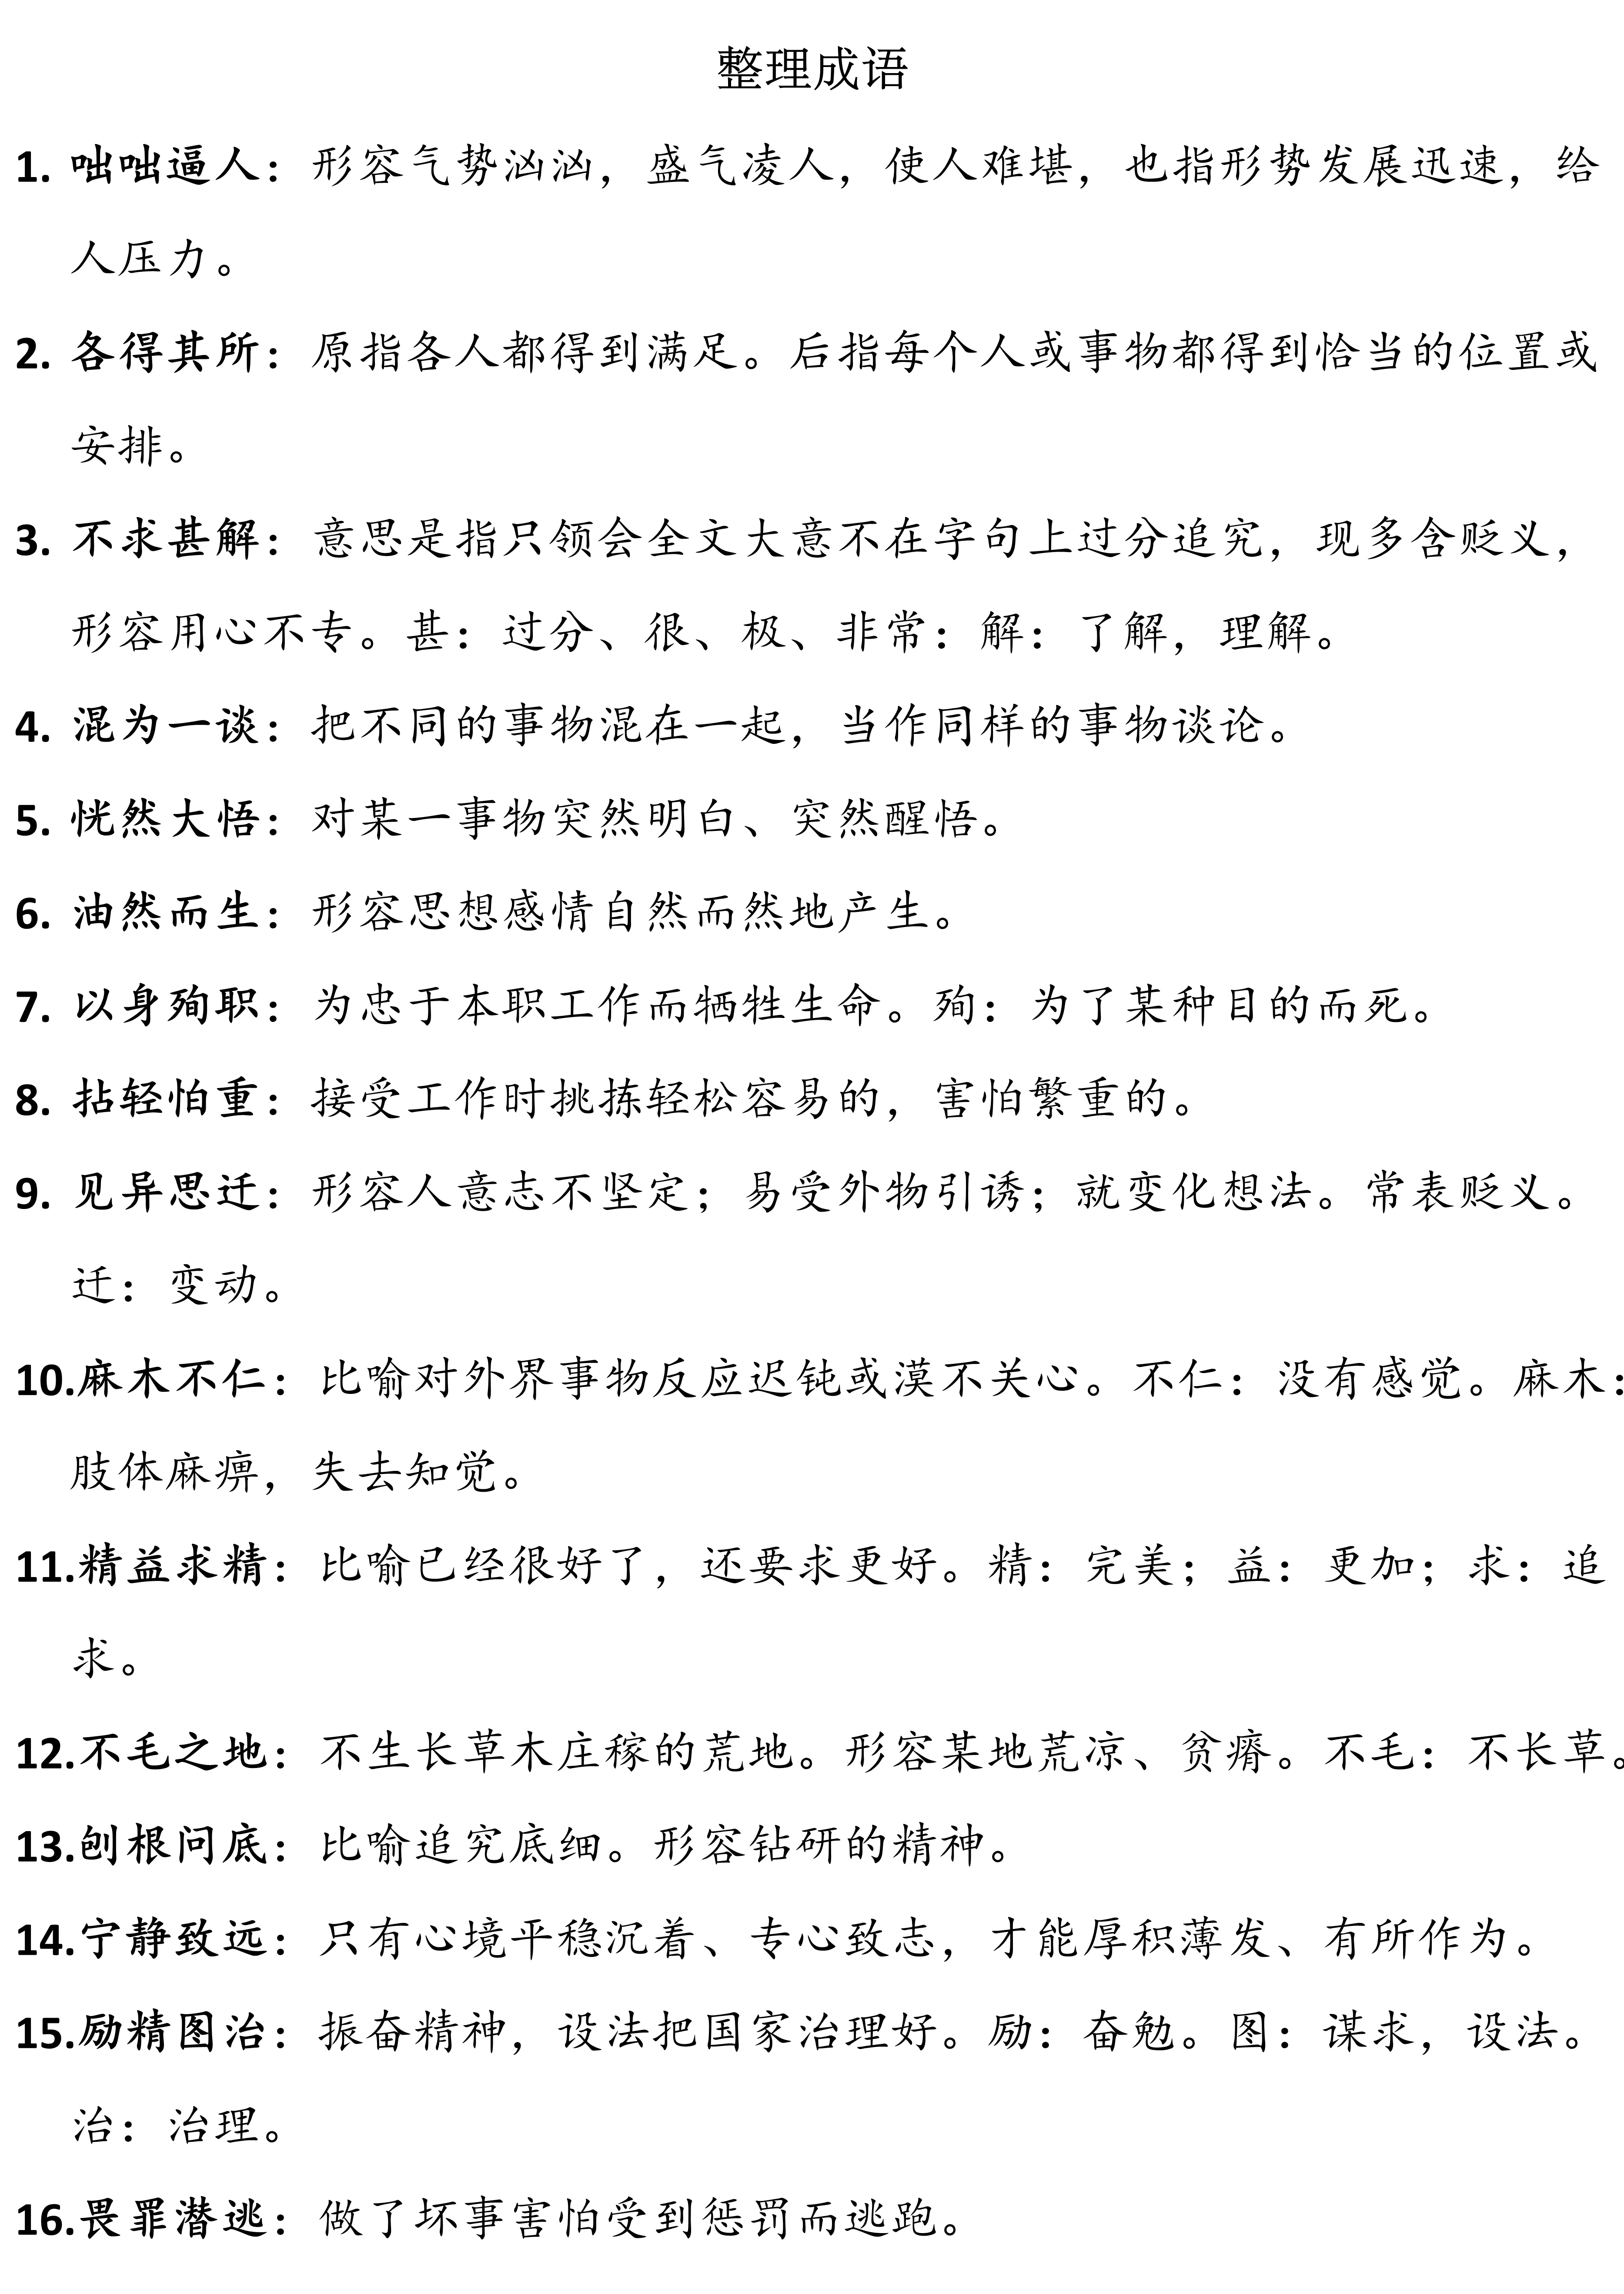 整理成语
1. 咄咄逼人：形容气势汹汹，盛气凌人，使人难堪，也指形势发展迅速，给
人压力。
2. 各得其所：原指各人都得到满足。后指每个人或事物都得到恰当的位置或
安排。
3. 不求甚解：意思是指只领会全文大意不在字句上过分追究，现多含贬义，
形容用心不专。甚：过分、很、极、非常：解：了解，理解。
4. 混为一谈：把不同的事物混在一起，当作同样的事物谈论。
5. 恍然大悟：对某一事物突然明白、突然醒悟。
6. 油然而生：形容思想感情自然而然地产生。
7. 以身殉职：为忠于本职工作而牺牲生命。殉：为了某种目的而死。
8. 拈轻怕重：接受工作时挑拣轻松容易的，害怕繁重的。
9. 见异思迁：形容人意志不坚定；易受外物引诱；就变化想法。常表贬义。
迁：变动。
10.麻木不仁：比喻对外界事物反应迟钝或漠不关心。不仁：没有感觉。麻木：
肢体麻痹，失去知觉。
11.精益求精：比喻已经很好了，还要求更好。精：完美；益：更加；求：追
求。
12.不毛之地：不生长草木庄稼的荒地。形容某地荒凉、贫瘠。不毛：不长草。
13.刨根问底：比喻追究底细。形容钻研的精神。
14.宁静致远：只有心境平稳沉着、专心致志，才能厚积薄发、有所作为。
15.励精图治：振奋精神，设法把国家治理好。励：奋勉。图：谋求，设法。
治：治理。
16.畏罪潜逃：做了坏事害怕受到惩罚而逃跑。